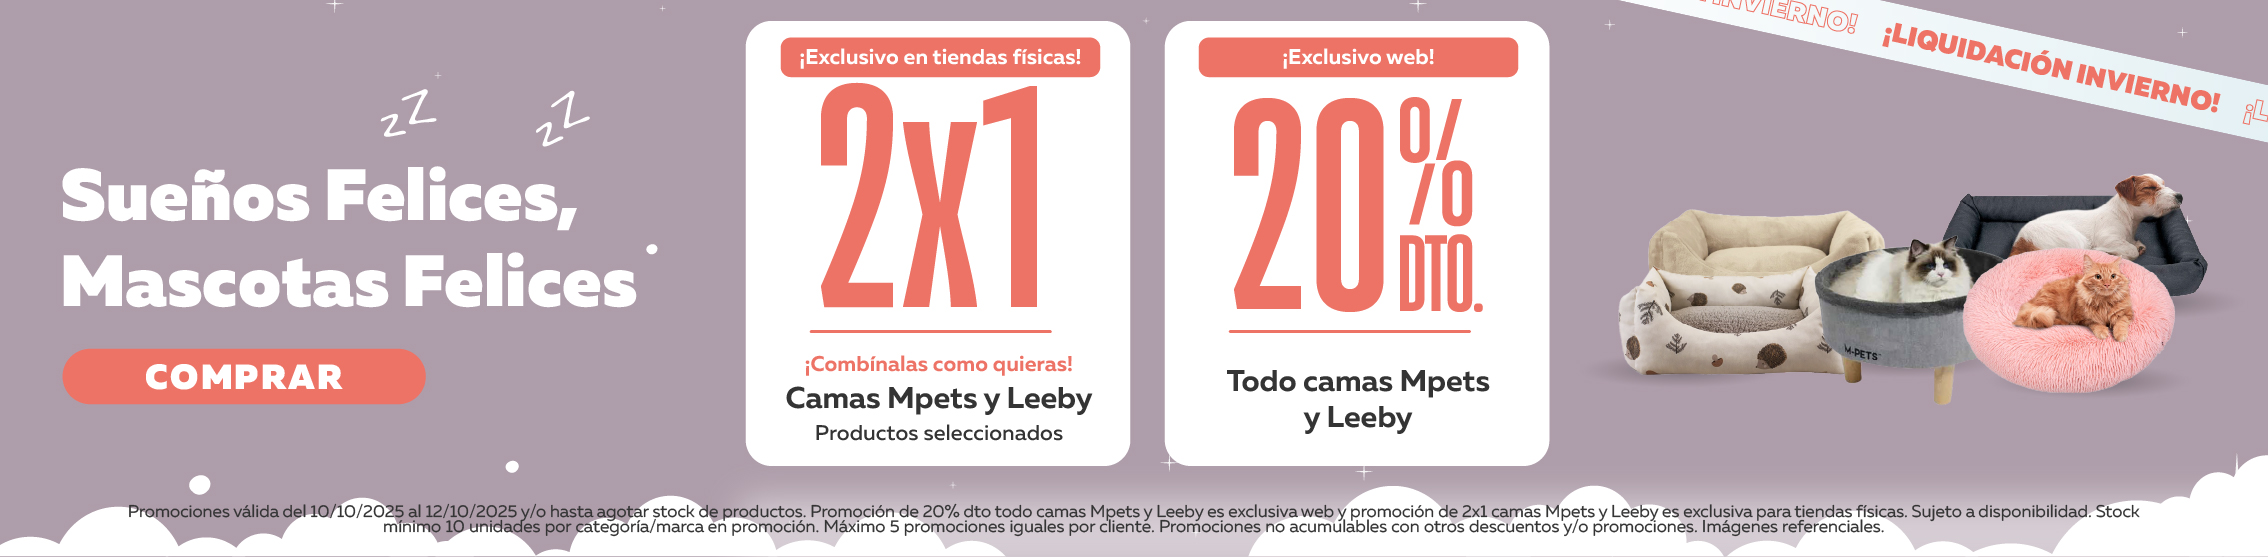 zZ
zZ
Sueños Felices,
Mascotas Felices
COMPRAR
¡Exclusivo en tiendas físicas!
2x1
¡Combínalas como quieras!
Camas Mpets y Leeby
Productos seleccionados
¡Exclusivo web!
20%
DTO.
Todo camas Mpets
y Leeby
INVIERNO! ¡LIQUIDACIÓN INVIERNO! ¡L
M-PETS
Promociones válida del 10/10/2025 al 12/10/2025 y/o hasta agotar stock de productos. Promoción de 20% dto todo camas Mpets y Leeby es exclusiva web y promoción de 2x1 camas Mpets y Leeby es exclusiva para tiendas físicas. Sujeto a disponibilidad. Stock
mínimo 10 unidades por categoría/marca en promoción. Máximo 5 promociones iguales por cliente. Promociones no acumulables con otros descuentos y/o promociones. Imágenes referenciales.